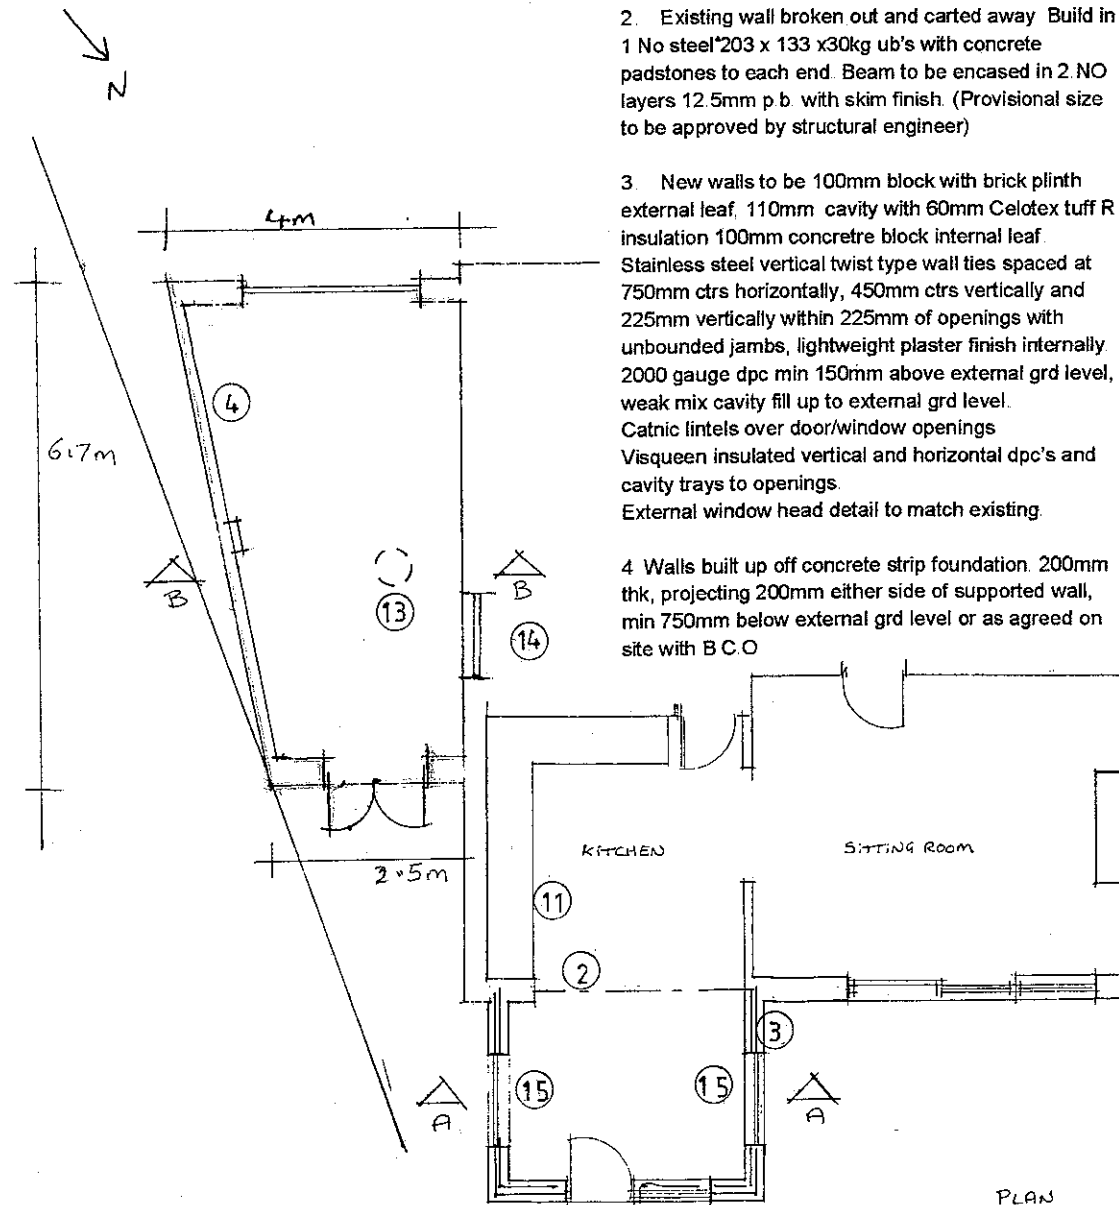 N
2. Existing wall broken out and carted away Build in
1 No steel*203 x 133 x30kg ub's with concrete
padstones to each end. Beam to be encased in 2.NO
layers 12.5mm p.b. with skim finish. (Provisional size
to be approved by structural engineer)
3. New walls to be 100mm block with brick plinth
external leaf, 110mm cavity with 60mm Celotex tuff R
insulation 100mm concretre block internal leaf.
Stainless steel vertical twist type wall ties spaced at
750mm ctrs horizontally, 450mm ctrs vertically and
225mm vertically within 225mm of openings with
unbounded jambs, lightweight plaster finish internally.
2000 gauge dpc min 150mm above external grd level,
weak mix cavity fill up to external grd level.
Catnic lintels over door/window openings
Visqueen insulated vertical and horizontal dpc's and
cavity trays to openings.
External window head detail to match existing.
4 Walls built up off concrete strip foundation. 200mm
thk, projecting 200mm either side of supported wall,
min 750mm below external grd level or as agreed on
site with B C.O
4m
4
6.7m
B
13
B
14
KITCHEN
SITTING ROOM
2.5m
11
2
3
15
15
A
A
PLAN